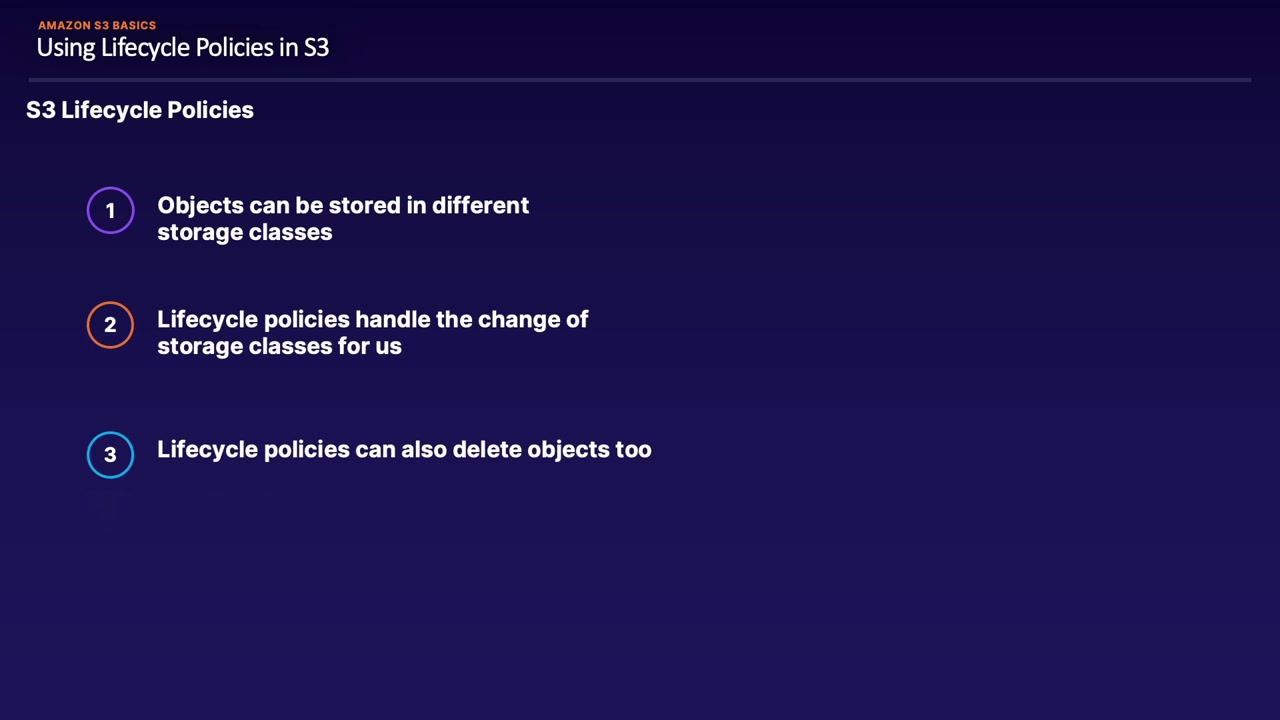 AMAZON S3 BASICS
Using Lifecycle Policies in S3
S3 Lifecycle Policies
1
Objects can be stored in different
storage classes
2
Lifecycle policies handle the change of
storage classes for us
3
Lifecycle policies can also delete objects too